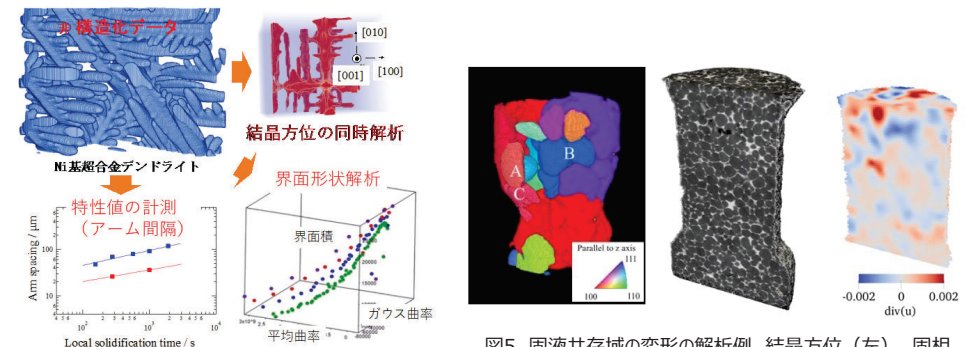 構造化データ
[010]
[001]
[100]
結晶方位の同時解析
Ni基超合金デンドライト
特性値の計測
（アーム間隔）
界面形状解析
Arm spacing / μm
100
10
10² 10³ 10⁴
Local solidification time / s
界面積
ガウス曲率
平均曲率
A
B
C
Parallel to z axis
111
100
110
-0.002 0 0.002
div(u)
図5 固液共存域の変形の解析例 結晶方位（左） 固相